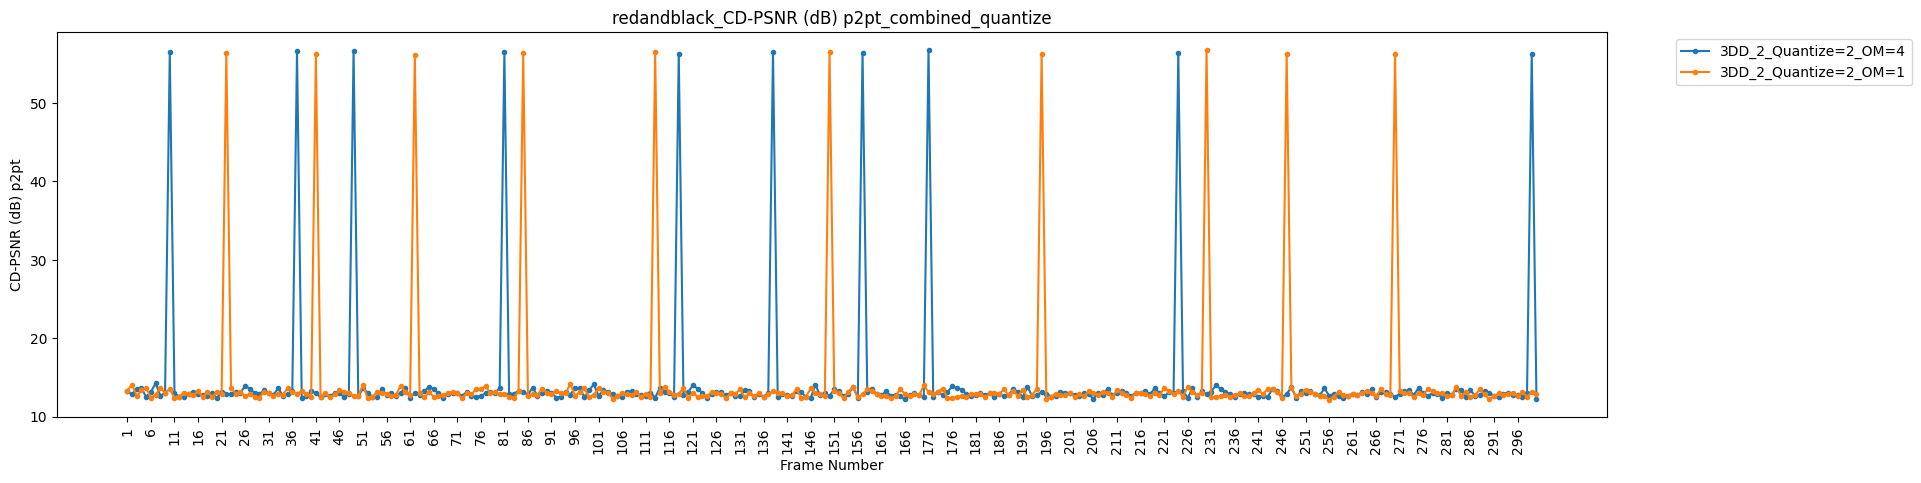 redandblack_CD-PSNR (dB) p2pt_combined_quantize
CD-PSNR (dB) p2pt
50
40
30
20
10
1 6 11 16 21 26 31 36 41 46 51 56 61 66 71 76 81 86 91 96 101 106 111 116 121 126 131 136 141 146 151 156 161 166 171 176 181 186 191 196 201 206 211 216 221 226 231 236 241 246 251 256 261 266 271 276 281 286 291 296
Frame Number
3DD_2_Quantize=2_OM=4
3DD_2_Quantize=2_OM=1